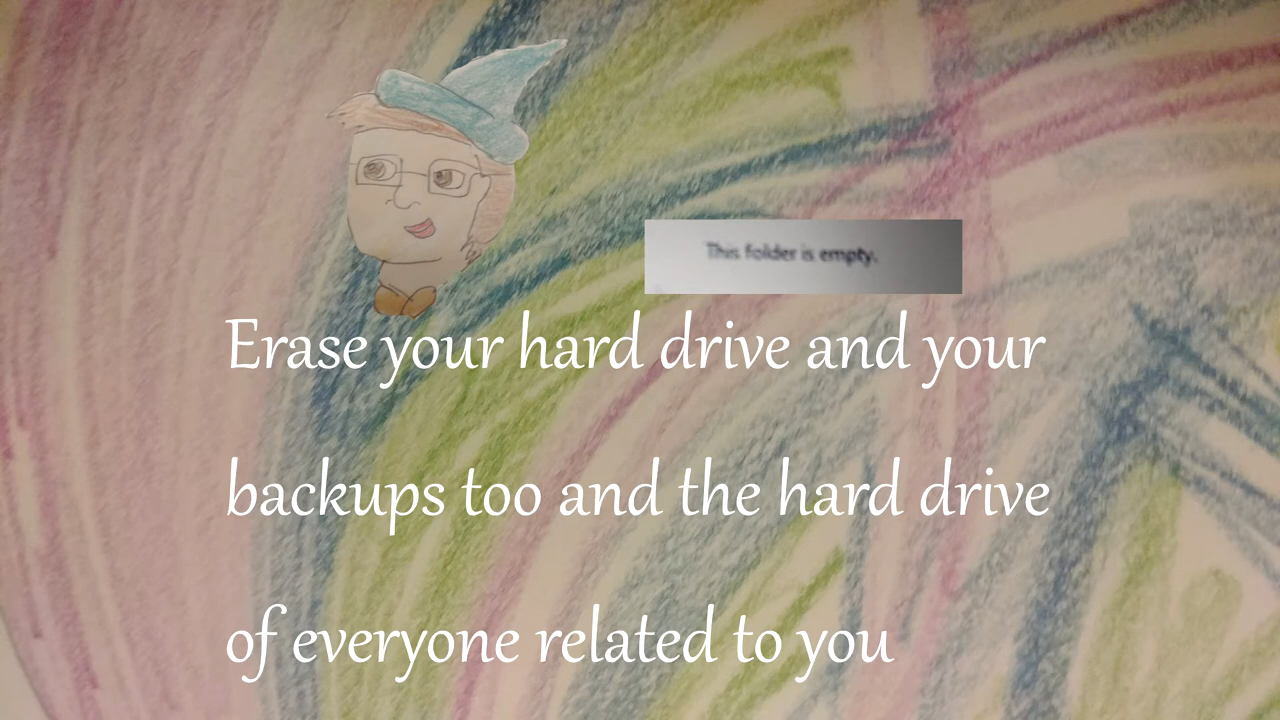 This folder is empty.
Erase your hard drive and your
backups too and the hard drive
of everyone related to you